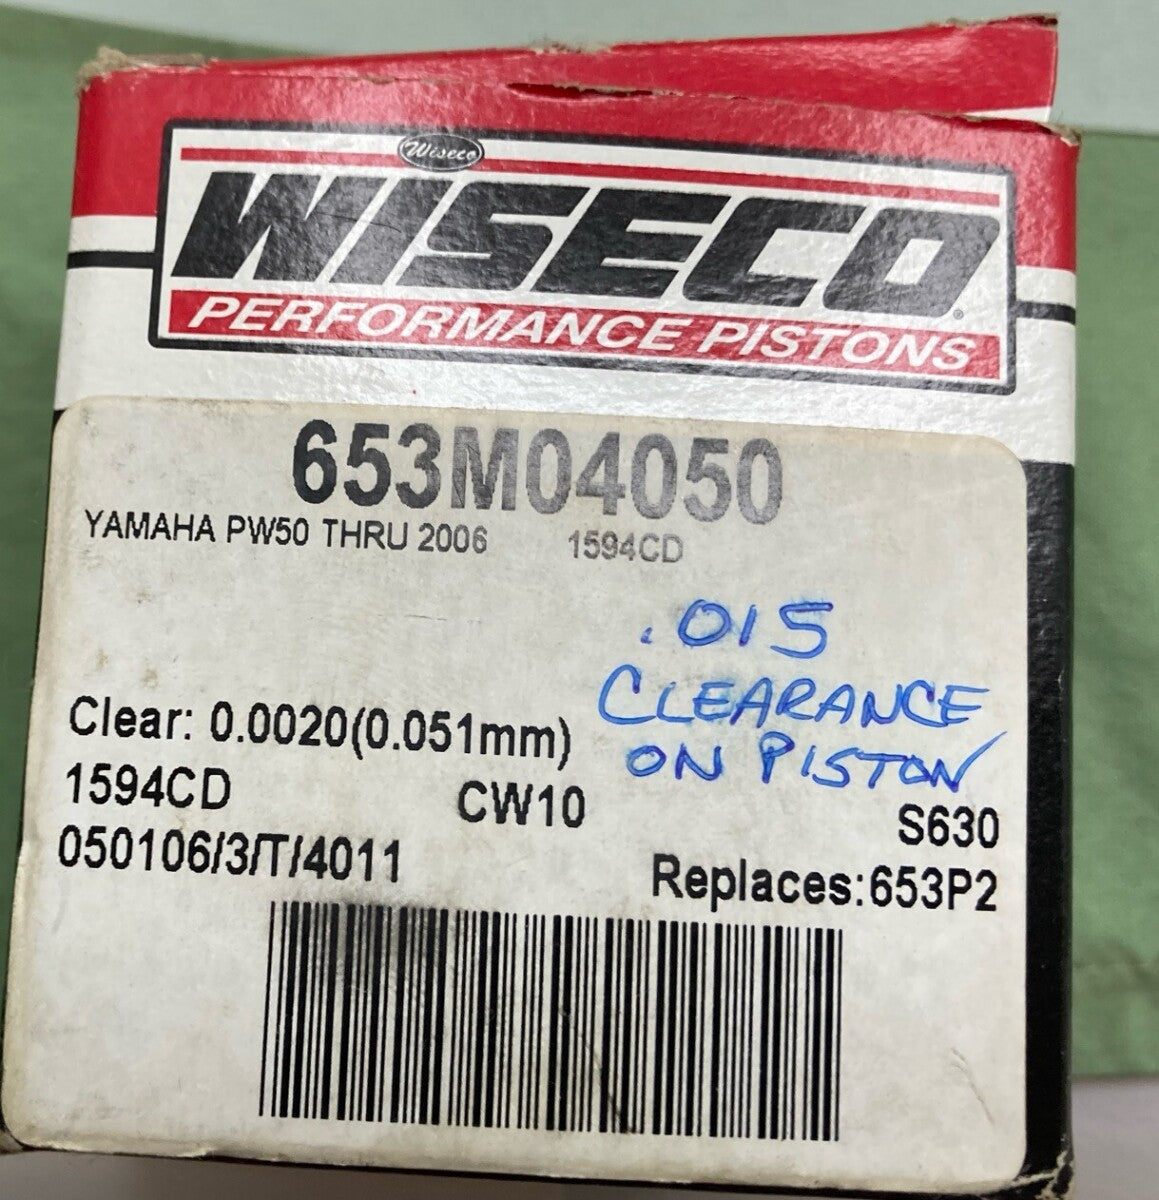 Wiseco
WISECO.
PERFORMANCE PISTONS
653M04050
YAMAHA PW50 THRU 2006 1594CD
.015
CLEARANCE
ON PISTON
Clear: 0.0020(0.051mm)
1594CD CW10 S630
050106/3/T/4011 Replaces:653P2